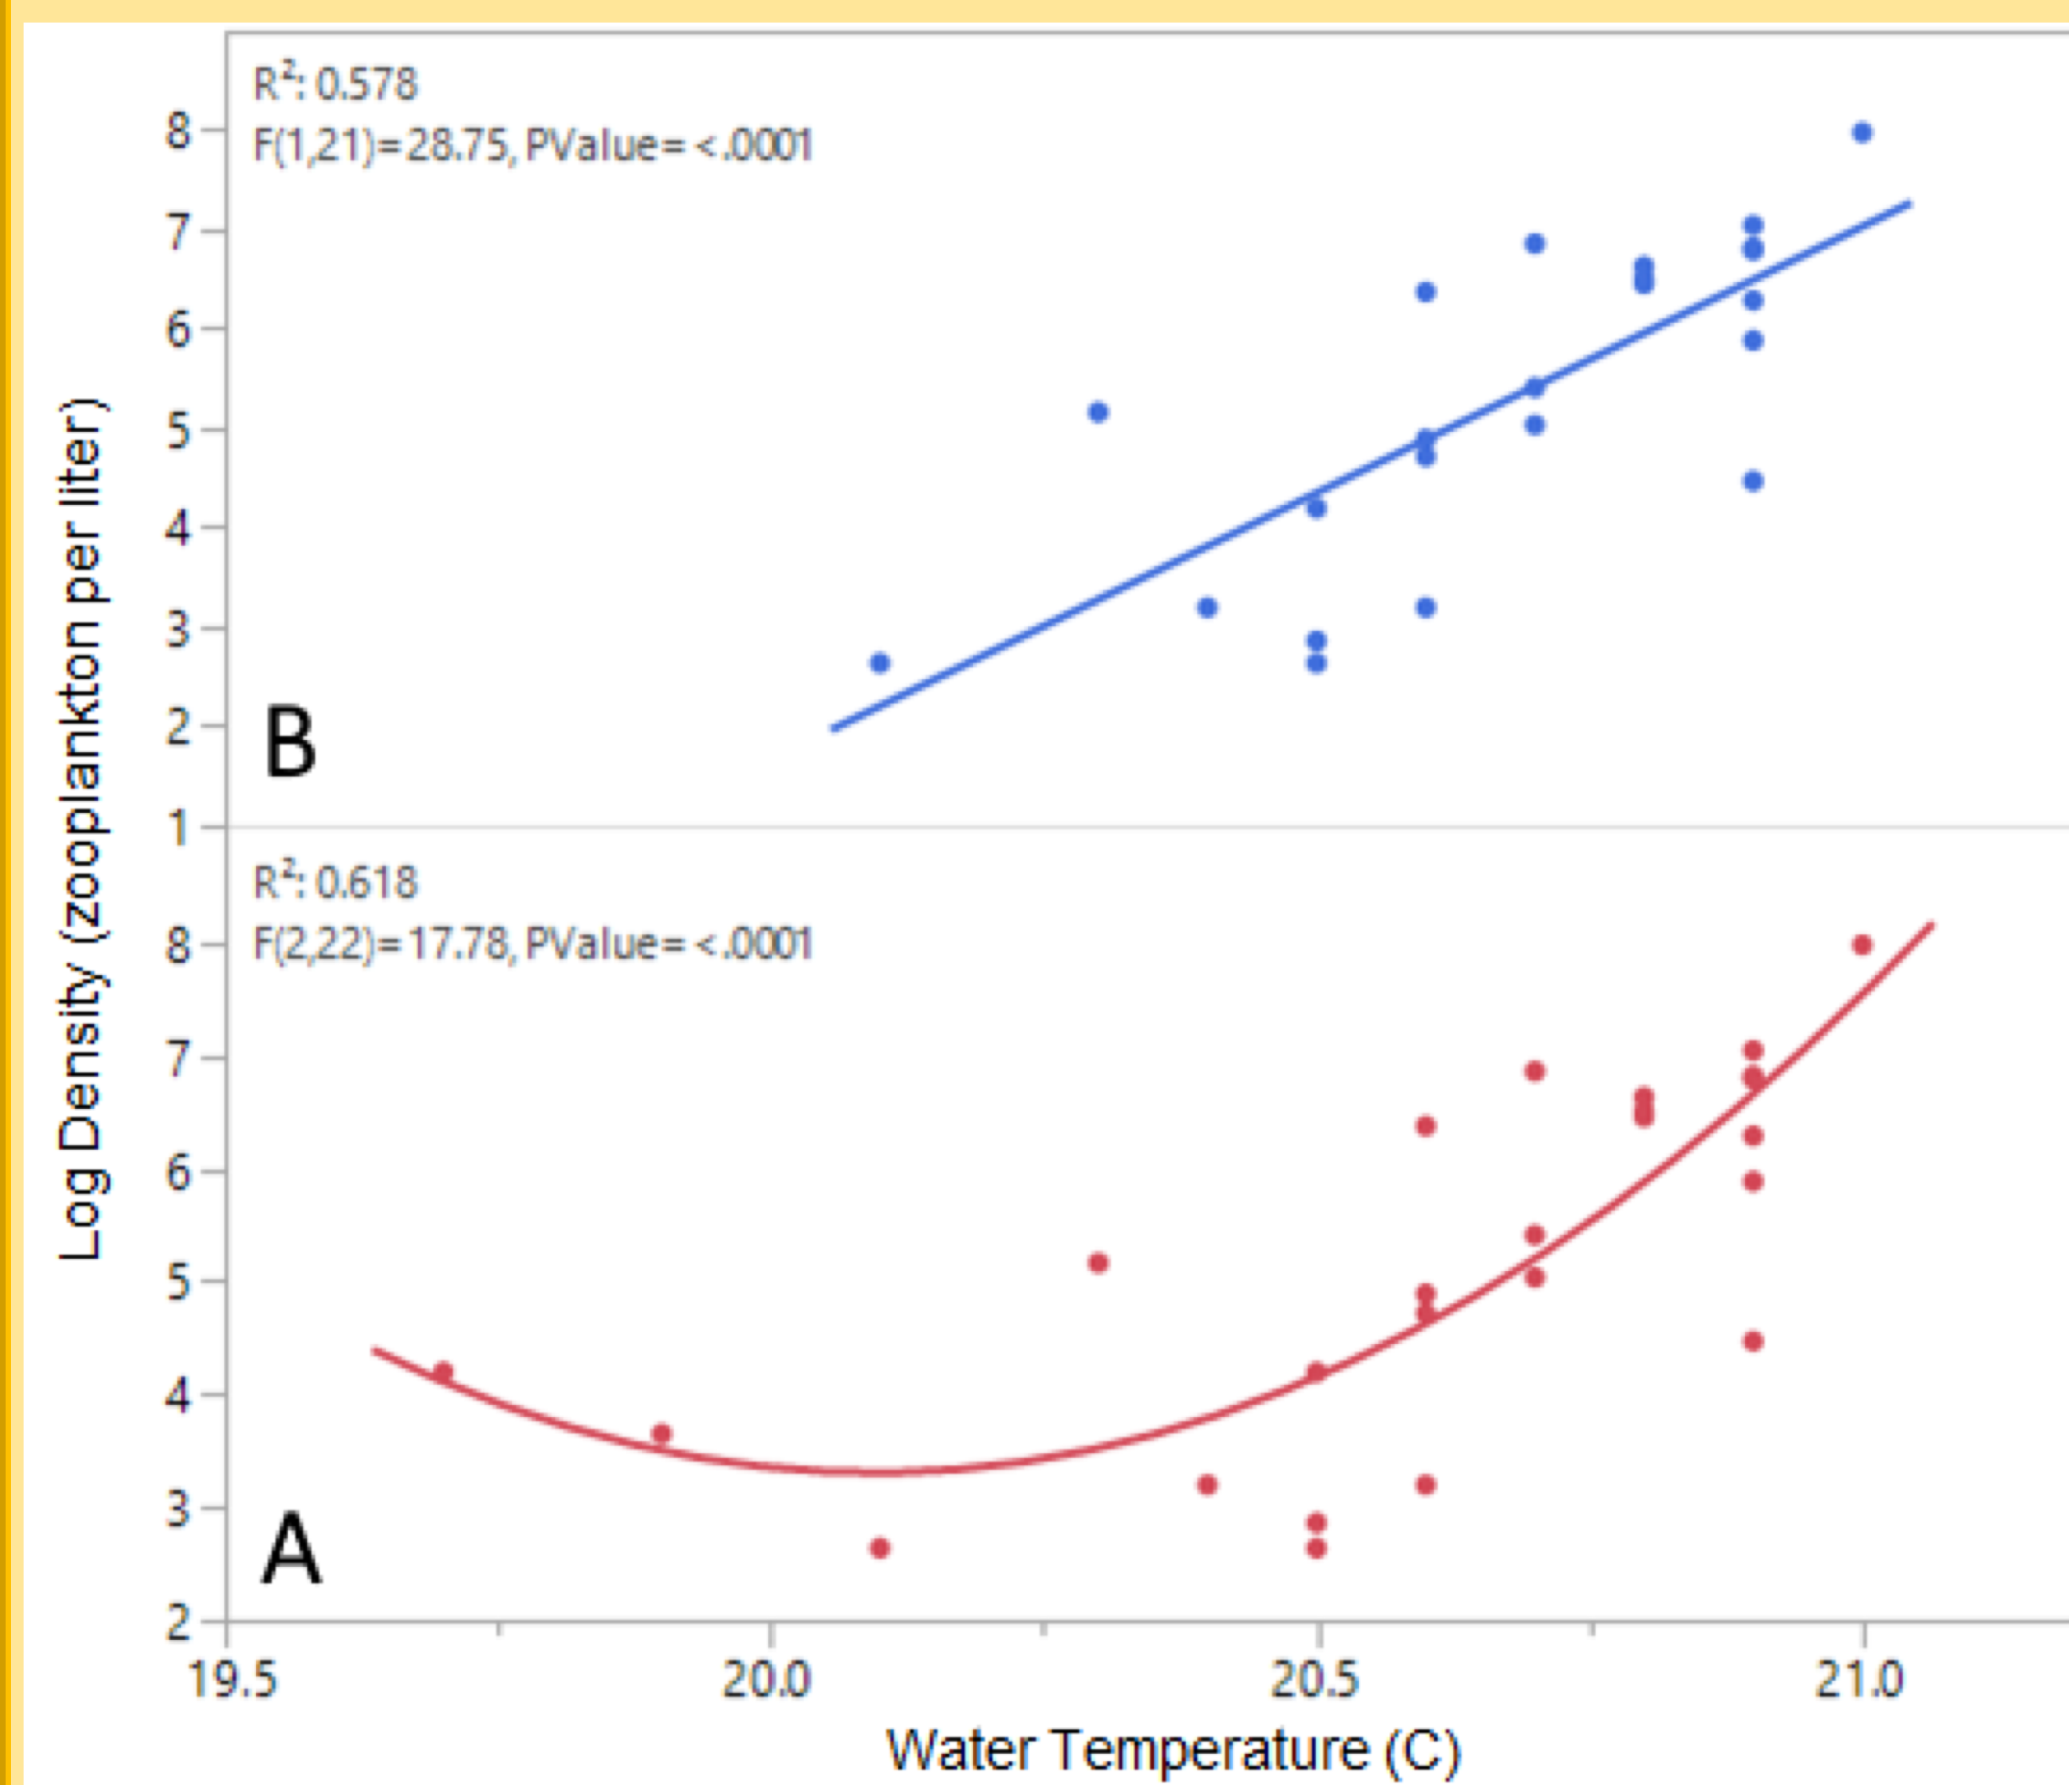 R²: 0.578
F(1,21)=28.75, PValue=<.0001
8
7
6
5
4
3
2
1
B
Log Density (zooplankton per liter)
R²: 0.618
F(2,22)=17.78, PValue=<.0001
8
7
6
5
4
3
2
A
19.5 20.0 20.5 21.0
Water Temperature (C)